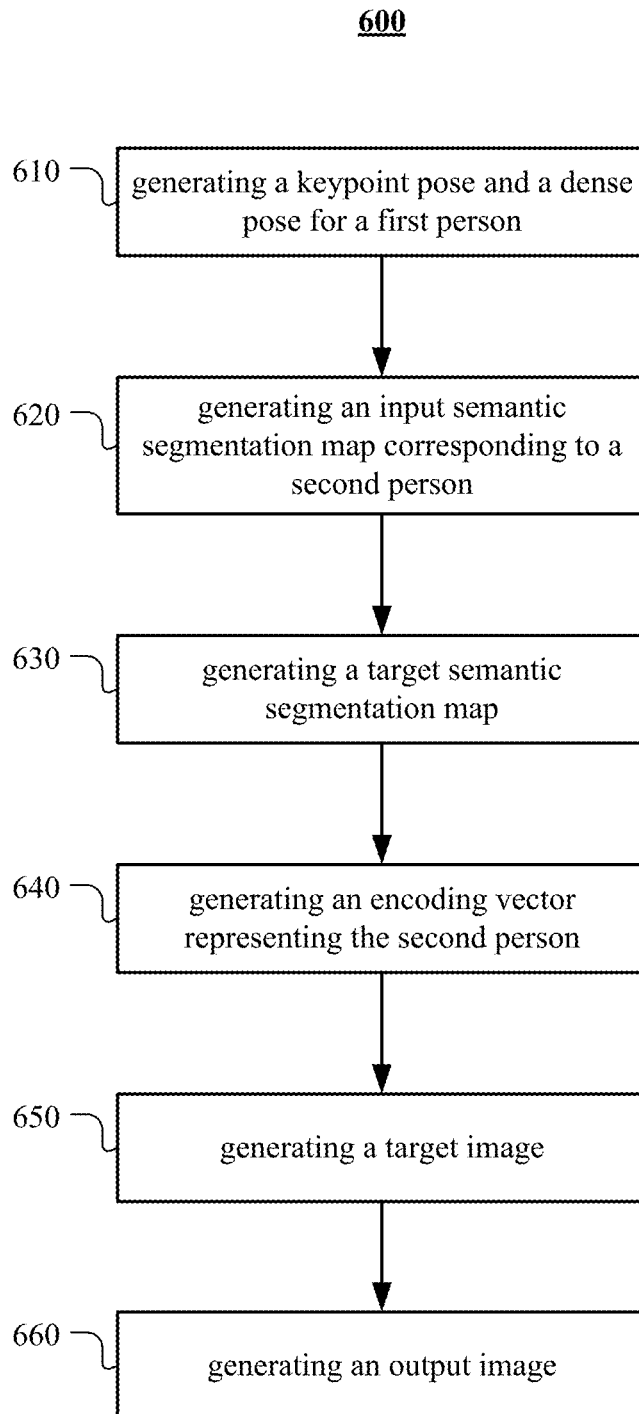 600
610
generating a keypoint pose and a dense
pose for a first person
620
generating an input semantic
segmentation map corresponding to a
second person
630
generating a target semantic
segmentation map
640
generating an encoding vector
representing the second person
650
generating a target image
660
generating an output image